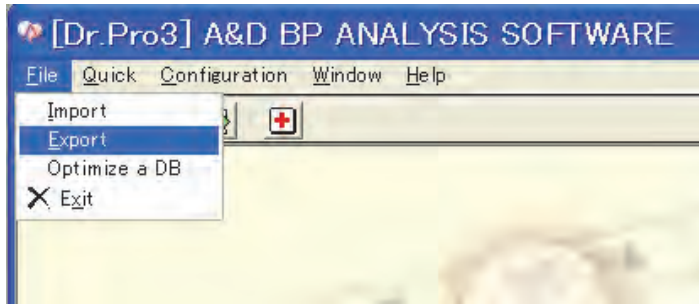 [Dr.Pro3] A&D BP ANALYSIS SOFTWARE
File Quick Configuration Window Help
Import
Export
Optimize a DB
Exit